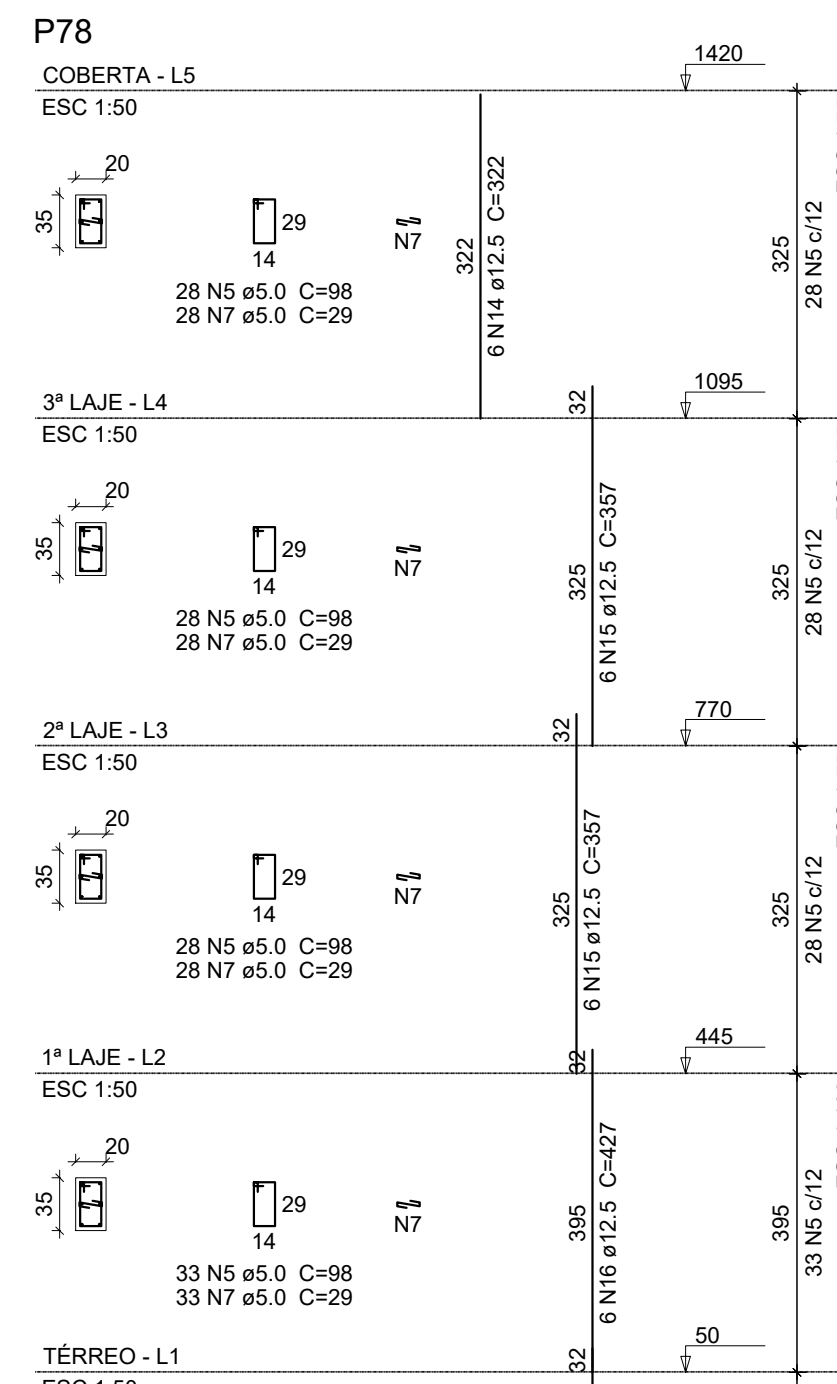 P78
COBERTA - L5
1420
ESC 1:50
20
35
29
14
N7
28 N5 ø5.0 C=98
28 N7 ø5.0 C=29
322
6 N14 ø12.5 C=322
325
28 N5 c/12
3ª LAJE - L4
32
1095
ESC 1:50
20
35
29
14
N7
28 N5 ø5.0 C=98
28 N7 ø5.0 C=29
325
6 N15 ø12.5 C=357
325
28 N5 c/12
2ª LAJE - L3
32
770
ESC 1:50
20
35
29
14
N7
28 N5 ø5.0 C=98
28 N7 ø5.0 C=29
325
6 N15 ø12.5 C=357
325
28 N5 c/12
1ª LAJE - L2
32
445
ESC 1:50
20
35
29
14
N7
33 N5 ø5.0 C=98
33 N7 ø5.0 C=29
395
6 N16 ø12.5 C=427
395
33 N5 c/12
TÉRREO - L1
32
50
ESC 1:50